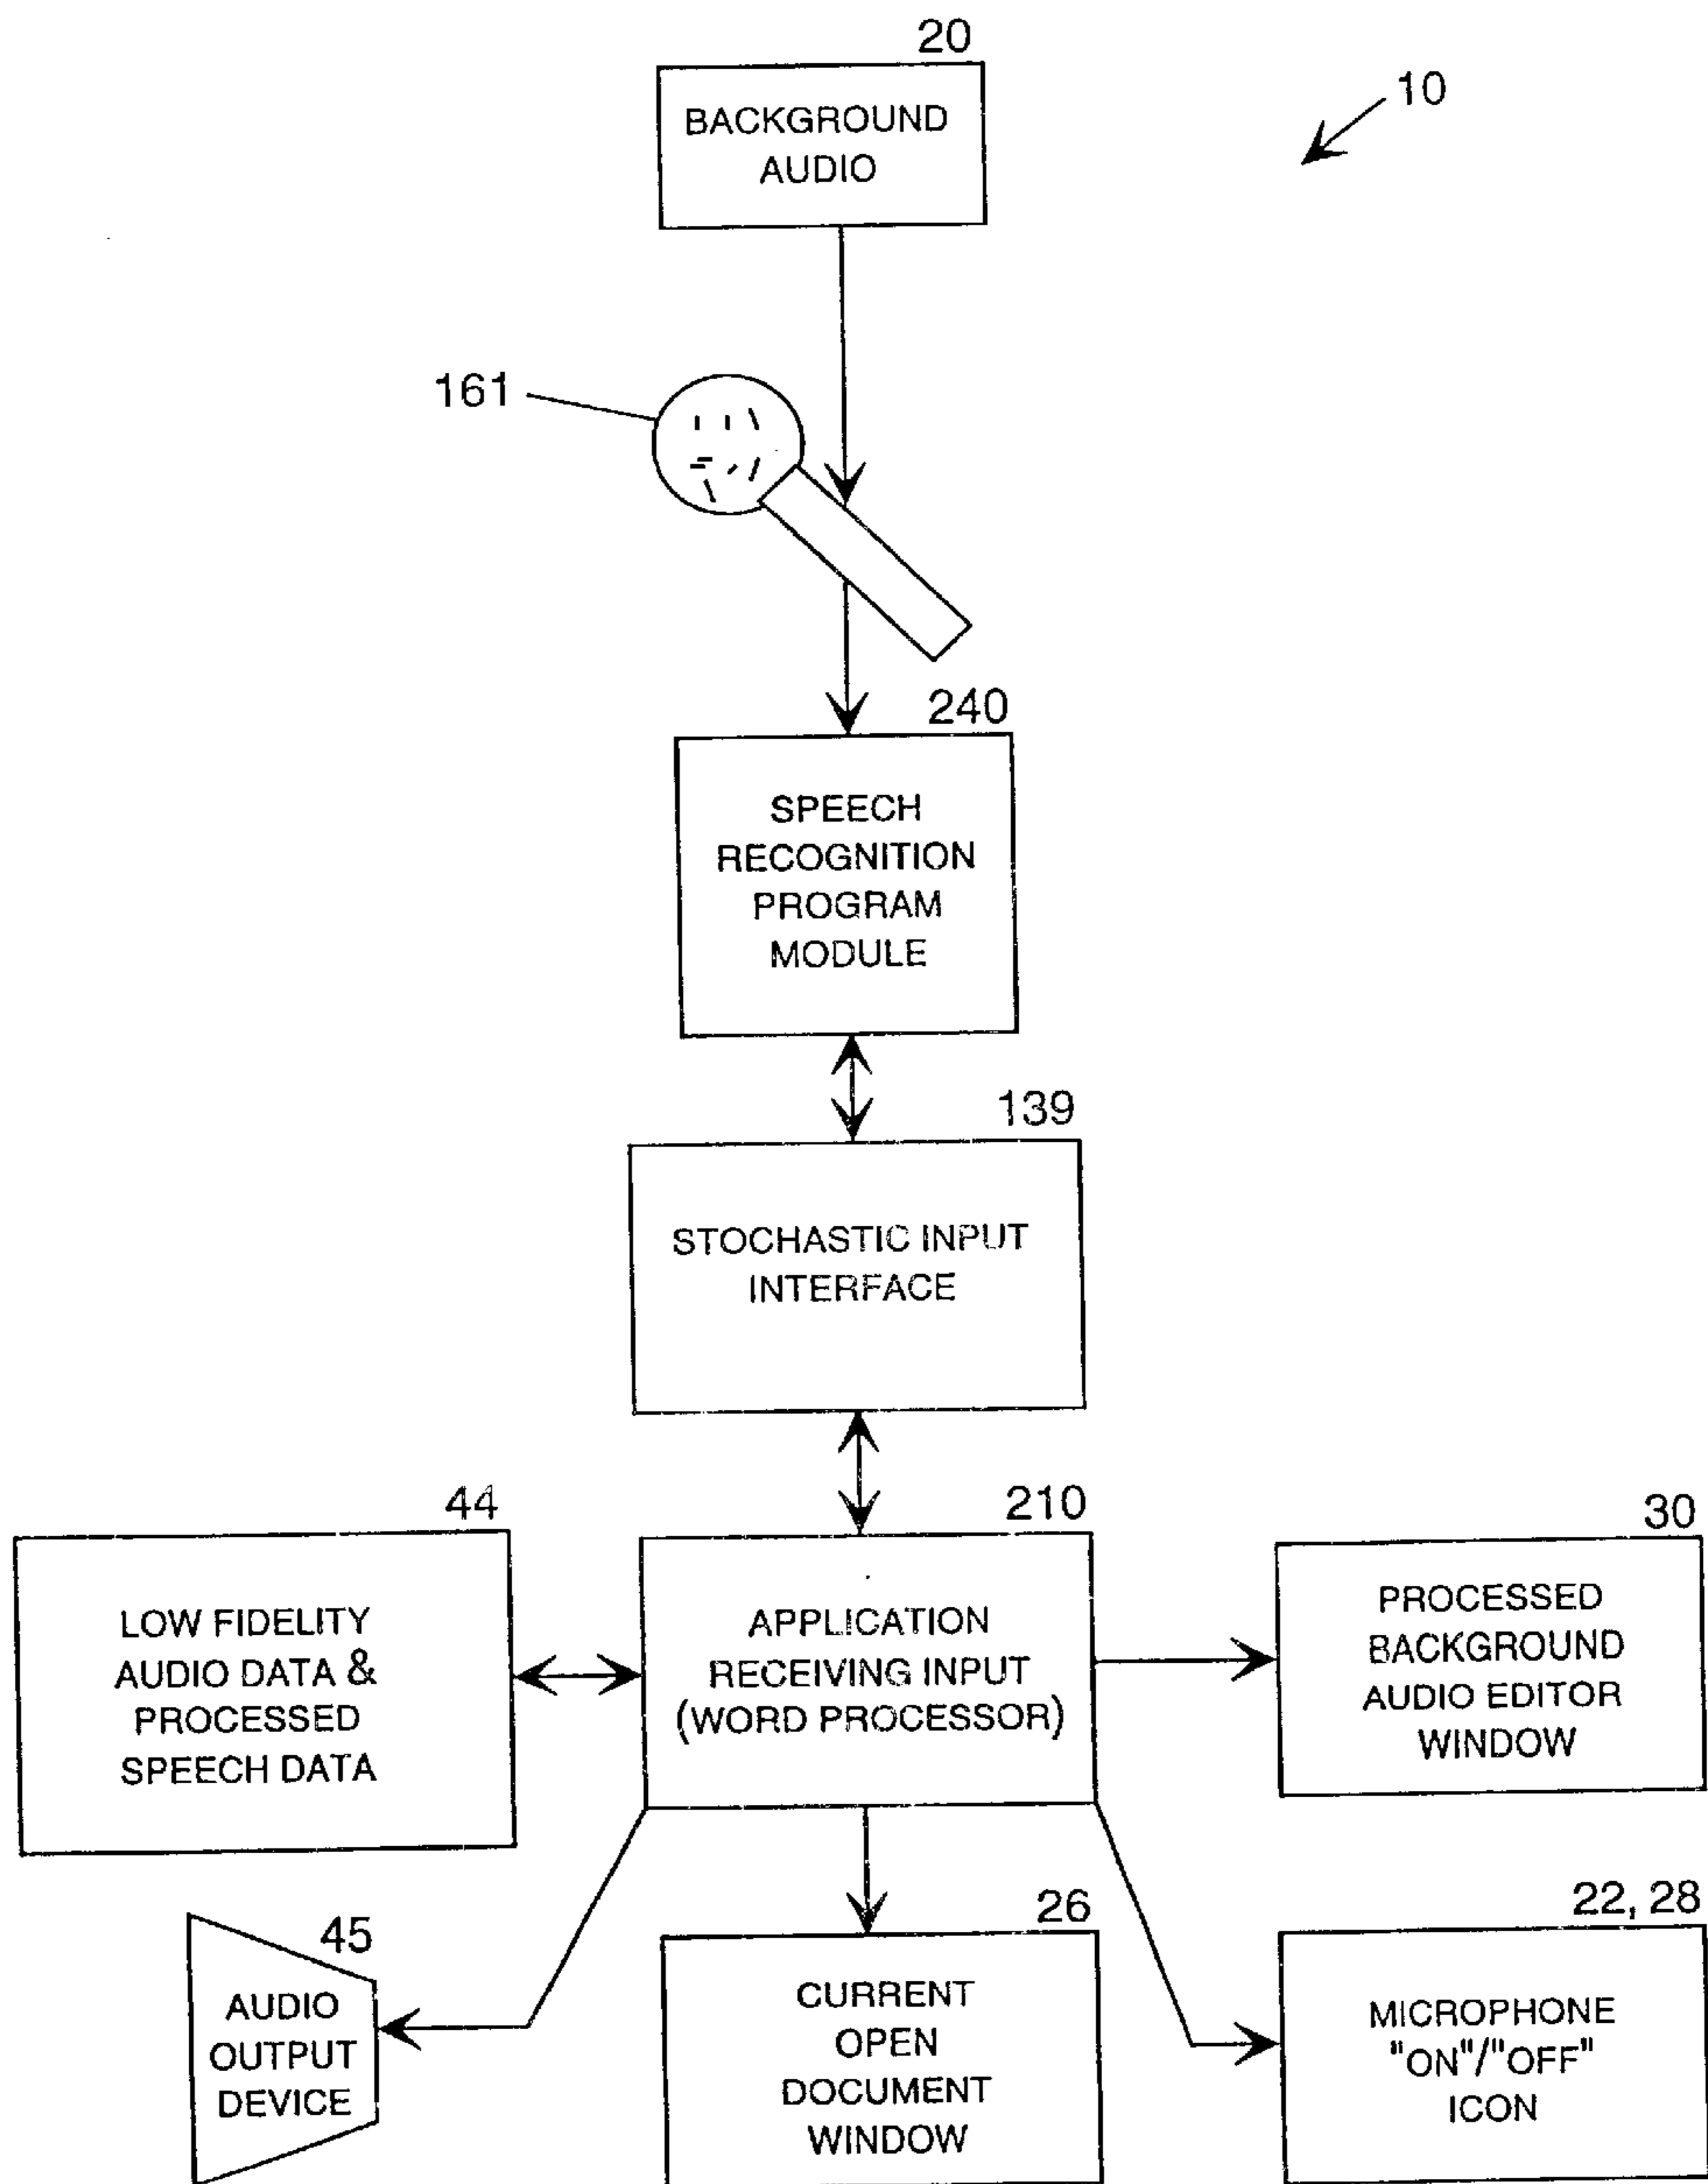 20
BACKGROUND
AUDIO
10
161
240
SPEECH
RECOGNITION
PROGRAM
MODULE
139
STOCHASTIC INPUT
INTERFACE
44
LOW FIDELITY
AUDIO DATA &
PROCESSED
SPEECH DATA
210
APPLICATION
RECEIVING INPUT
(WORD PROCESSOR)
30
PROCESSED
BACKGROUND
AUDIO EDITOR
WINDOW
45
AUDIO
OUTPUT
DEVICE
26
CURRENT
OPEN
DOCUMENT
WINDOW
22, 28
MICROPHONE
"ON"/"OFF"
ICON